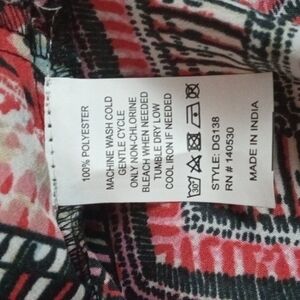 100% POLYESTER
MACHINE WASH COLD
GENTLE CYCLE
ONLY NON-CHLORINE
BLEACH WHEN NEEDED
TUMBLE DRY LOW
COOL IRON IF NEEDED
STYLE: DG138
RN # 140530
MADE IN INDIA